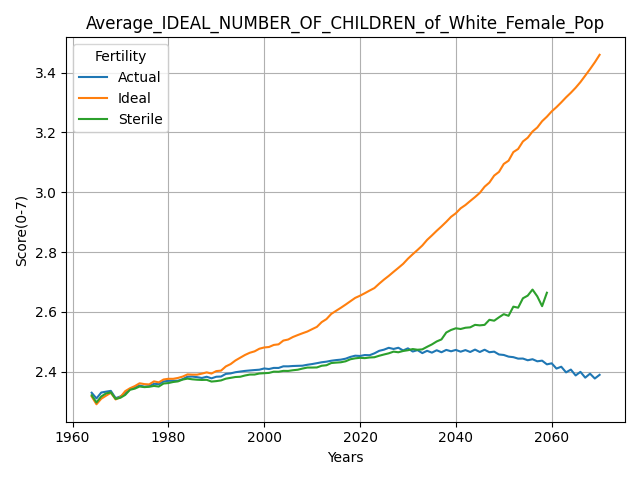 Average_IDEAL_NUMBER_OF_CHILDREN_of_White_Female_Pop
Fertility
Actual
Ideal
Sterile
Score(0-7)
3.4
3.2
3.0
2.8
2.6
2.4
1960 1980 2000 2020 2040 2060
Years